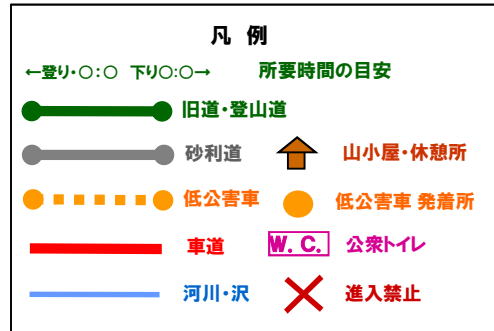 凡 例
←登り・○:○ 下り○:○→ 所要時間の目安
旧道・登山道
砂利道 山小屋・休憩所
低公害車 低公害車 発着所
車道 W.C. 公衆トイレ
河川・沢 進入禁止